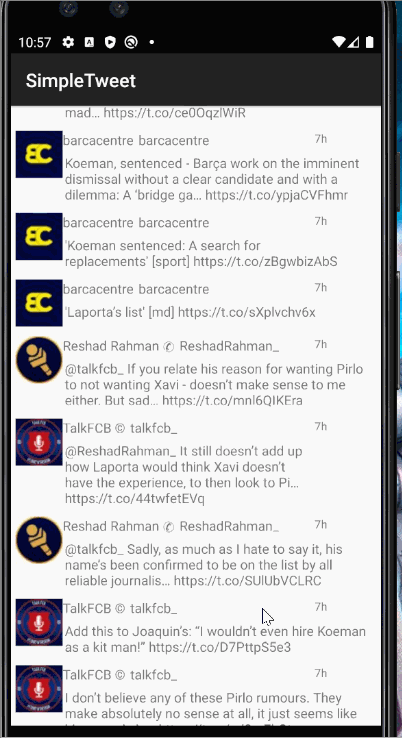 10:57
SimpleTweet
mad... https://t.co/ce0OqzlWiR
barcacentre barcacentre 7h
Koeman, sentenced - Barça work on the imminent
dismissal without a clear candidate and with a
dilemma: A 'bridge ga... https://t.co/ypjaCVFhmr
barcacentre barcacentre 7h
'Koeman sentenced: A search for
replacements' [sport] https://t.co/zBgwbizAbS
barcacentre barcacentre 7h
'Laporta's list' [md] https://t.co/sXplvchv6x
Reshad Rahman ✆ ReshadRahman_ 7h
@talkfcb_ If you relate his reason for wanting Pirlo
to not wanting Xavi - doesn't make sense to me
either. But sad... https://t.co/mnl6QIKEra
TalkFCB © talkfcb_ 7h
@ReshadRahman_ It still doesn't add up
how Laporta would think Xavi doesn't
have the experience, to then look to Pi...
https://t.co/44twfetEVq
Reshad Rahman ✆ ReshadRahman_ 7h
@talkfcb_ Sadly, as much as I hate to say it, his
name's been confirmed to be on the list by all
reliable journalis... https://t.co/SUlUbVCLRC
TalkFCB © talkfcb_ 7h
Add this to Joaquin's: "I wouldn't even hire Koeman
as a kit man!" https://t.co/D7PttpS5e3
TalkFCB © talkfcb_ 7h
I don't believe any of these Pirlo rumours. They
make absolutely no sense at all, it just seems like